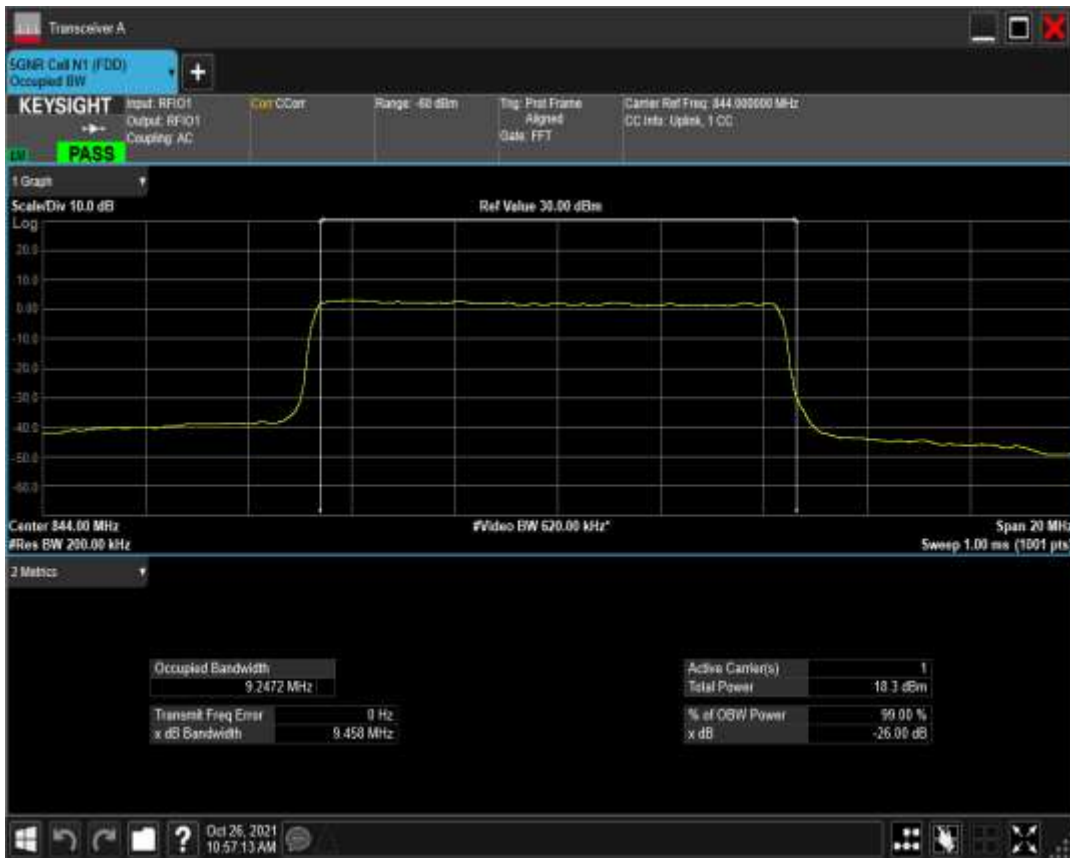 Transceiver A
5GNR Cell N1 (FDD)
Occupied BW
+
KEYSIGHT
PASS
Input: RFIO1
Output: RFIO1
Coupling: AC
Corr CCorr
Range: -60 dBm
Trig: Prot Frame
Aligned
Gate: FFT
Carrier Ref Freq: 844.000000 MHz
CC Info: Uplink, 1 CC
1 Graph
Scale/Div 10.0 dB
Ref Value 30.00 dBm
Log
20.0
10.0
0.00
-10.0
-20.0
-30.0
-40.0
-50.0
-60.0
Center 844.00 MHz
#Video BW 620.00 kHz*
Span 20 MHz
#Res BW 200.00 kHz
Sweep 1.00 ms (1001 pts)
2 Metrics
Occupied Bandwidth
9.2472 MHz
Transmit Freq Error 0 Hz
x dB Bandwidth 9.458 MHz
Active Carrier(s) 1
Total Power 18.3 dBm
% of OBW Power 99.00 %
x dB -26.00 dB
?
Oct 26, 2021
10:57:13 AM